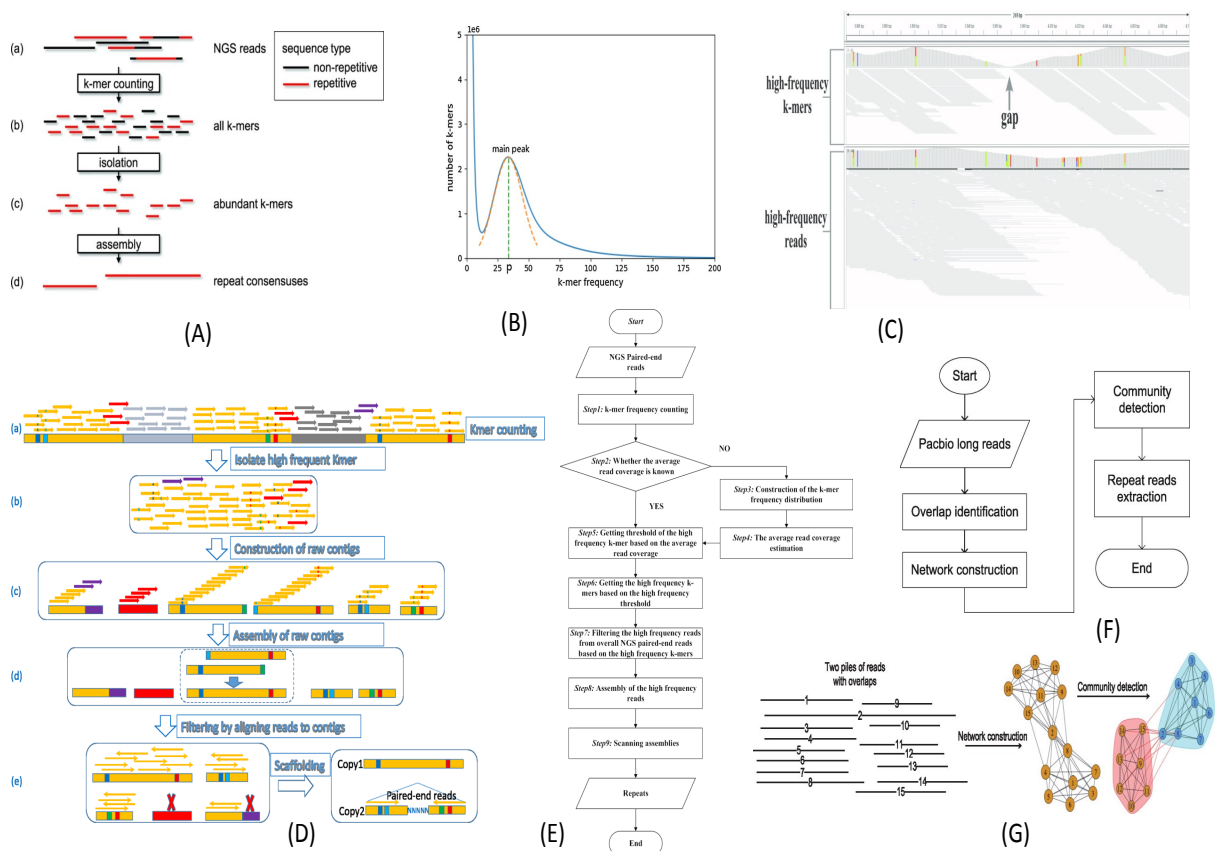 (a)
NGS reads
sequence type
non-repetitive
repetitive
k-mer counting
(b)
all k-mers
isolation
(c)
abundant k-mers
assembly
(d)
repeat consensuses
(A)
1e6
5
4
3
2
1
0
number of k-mers
main peak
0
25
p
50
75
100
125
150
175
200
k-mer frequency
(B)
high-frequency
k-mers
gap
high-frequency
reads
(C)
(a)
Kmer counting
Isolate high frequent Kmer
(b)
Construction of raw contigs
(c)
Assembly of raw contigs
(d)
Filtering by aligning reads to contigs
(e)
Scaffolding
Copy1
Paired-end reads
Copy2
NNNNN
(D)
Start
NGS Paired-end
reads
Step1: k-mer frequency counting
Step2: Whether the average
read coverage is known
NO
YES
Step3: Construction of the k-mer
frequency distribution
Step4: The average read coverage
estimation
Step5: Getting threshold of the high
frequency k-mer based on the average
read coverage
Step6: Getting the high frequency k-
mers based on the high frequency
threshold
Step7: Filtering the high frequency reads
from overall NGS paired-end reads
based on the high frequency k-mers
Step8: Assembly of the high frequency
reads
Step9: Scanning assemblies
Repeats
End
(E)
Start
Pacbio long reads
Overlap identification
Network construction
Community
detection
Repeat reads
extraction
End
(F)
Two piles of reads
with overlaps
1
9
2
3
10
4
11
5
12
6
13
7
8
14
15
Network construction
Community detection
(G)